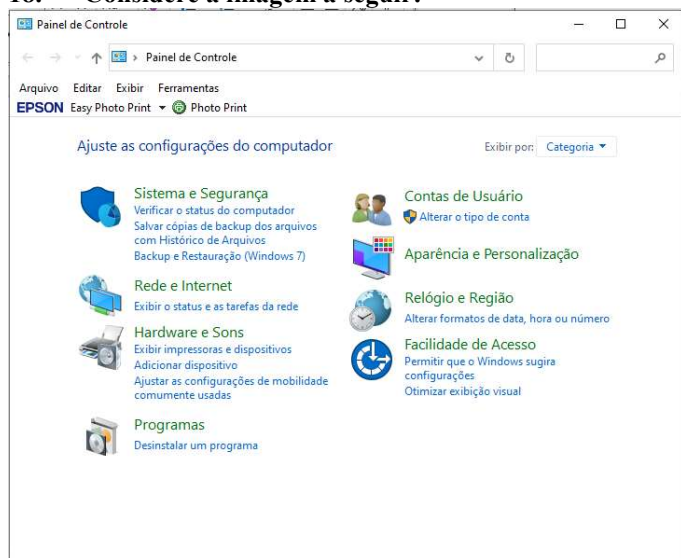 18. Considere a imagem a seguir:
Painel de Controle
Painel de Controle
Arquivo Editar Exibir Ferramentas
EPSON Easy Photo Print Photo Print
Ajuste as configurações do computador
Exibir por: Categoria
Sistema e Segurança
Verificar o status do computador
Salvar cópias de backup dos arquivos
com Histórico de Arquivos
Backup e Restauração (Windows 7)
Rede e Internet
Exibir o status e as tarefas da rede
Hardware e Sons
Exibir impressoras e dispositivos
Adicionar dispositivo
Ajustar as configurações de mobilidade
comumente usadas
Programas
Desinstalar um programa
Contas de Usuário
Alterar o tipo de conta
Aparência e Personalização
Relógio e Região
Alterar formatos de data, hora ou número
Facilidade de Acesso
Permitir que o Windows sugira
configurações
Otimizar exibição visual